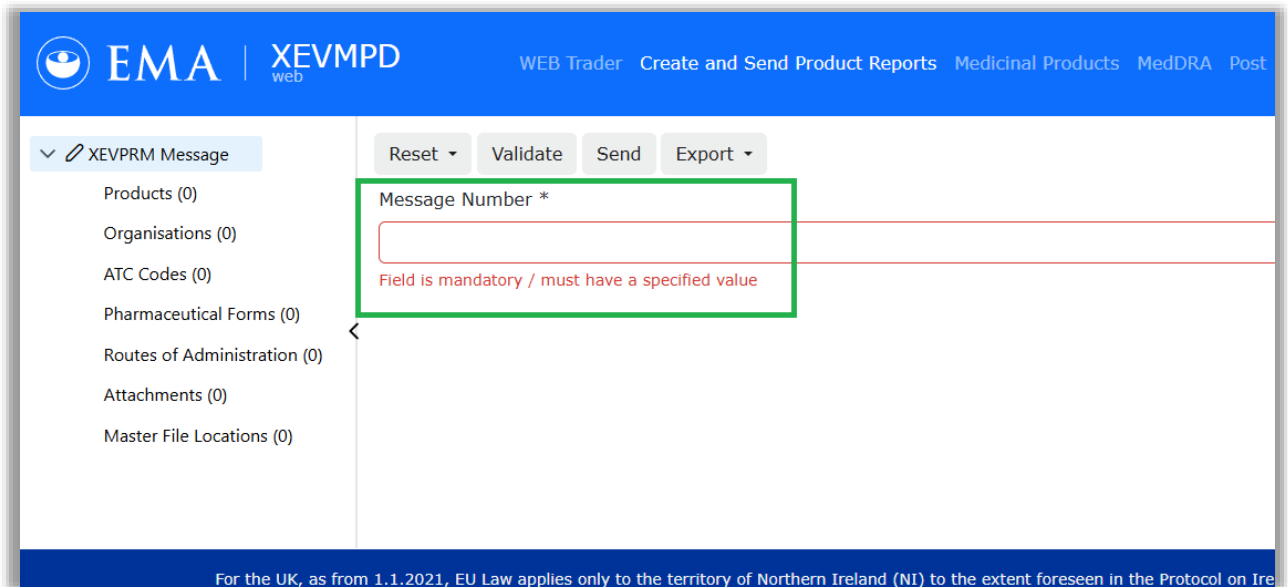 EMA | XEVMPD
web
WEB Trader Create and Send Product Reports Medicinal Products MedDRA Post
XEVPRM Message
Products (0)
Organisations (0)
ATC Codes (0)
Pharmaceutical Forms (0)
Routes of Administration (0)
Attachments (0)
Master File Locations (0)
Reset Validate Send Export
Message Number *
Field is mandatory / must have a specified value
For the UK, as from 1.1.2021, EU Law applies only to the territory of Northern Ireland (NI) to the extent foreseen in the Protocol on Ire